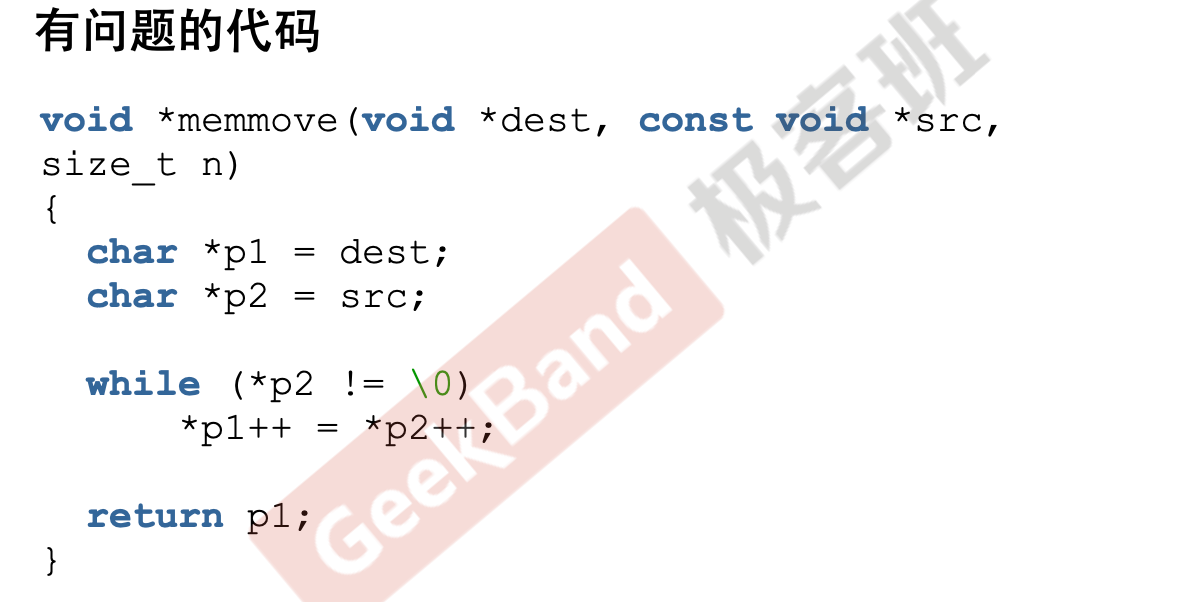 有问题的代码
void *memmove(void *dest, const void *src,
size_t n)
{
char *p1 = dest;
char *p2 = src;
while (*p2 != \0)
*p1++ = *p2++;
return p1;
}
GeekBand 极客班